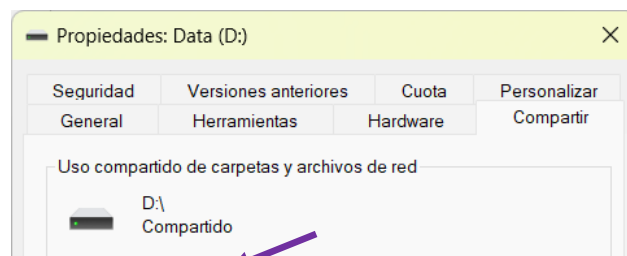 Propiedades: Data (D:)
Seguridad Versiones anteriores Cuota Personalizar
General Herramientas Hardware Compartir
Uso compartido de carpetas y archivos de red
D:\
Compartido